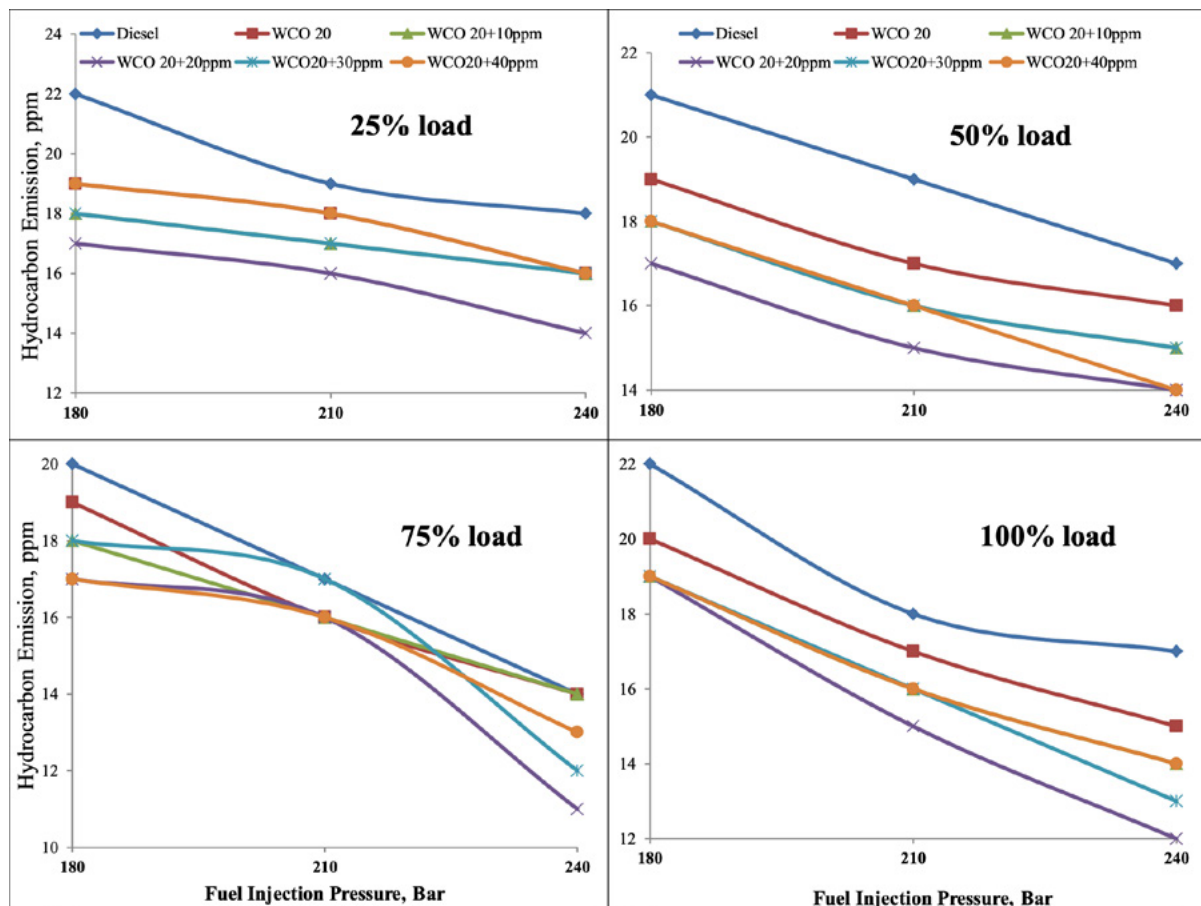 24
22
20
18
16
14
12
Hydrocarbon Emission, ppm
Diesel WCO 20 WCO 20+10ppm
WCO 20+20ppm WCO20+30ppm WCO20+40ppm
25% load
180 210 240
22
20
18
16
14
Diesel WCO 20 WCO 20+10ppm
WCO 20+20ppm WCO20+30ppm WCO20+40ppm
50% load
180 210 240
20
18
16
14
12
10
Hydrocarbon Emission, ppm
75% load
180 210 240
Fuel Injection Pressure, Bar
22
20
18
16
14
12
100% load
180 210 240
Fuel Injection Pressure, Bar